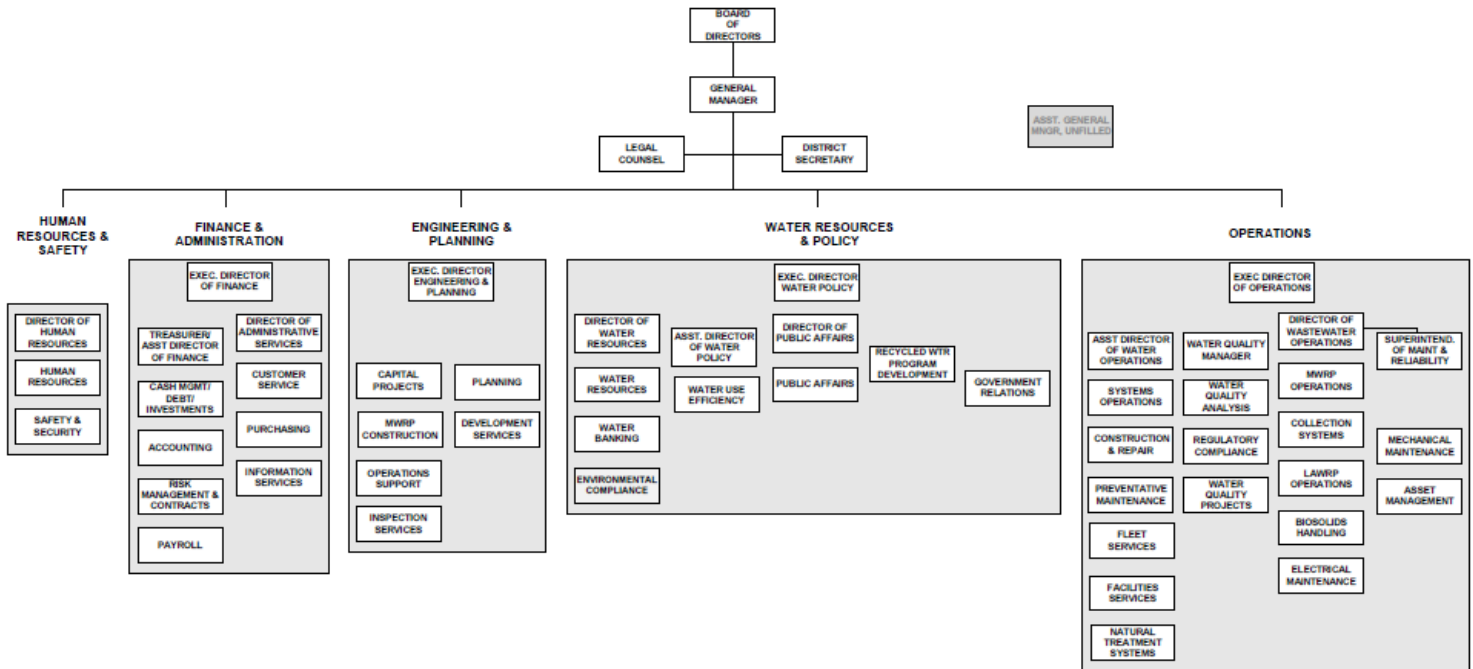 BOARD
OF
DIRECTORS
GENERAL
MANAGER
ASST. GENERAL
MNGR, UNFILLED
LEGAL
COUNSEL
DISTRICT
SECRETARY
HUMAN
RESOURCES &
SAFETY
DIRECTOR OF
HUMAN
RESOURCES
HUMAN
RESOURCES
SAFETY &
SECURITY
FINANCE &
ADMINISTRATION
EXEC. DIRECTOR
OF FINANCE
TREASURER/
ASST DIRECTOR
OF FINANCE
CASH MGMT/
DEBT/
INVESTMENTS
ACCOUNTING
RISK
MANAGEMENT &
CONTRACTS
PAYROLL
DIRECTOR OF
ADMINISTRATIVE
SERVICES
CUSTOMER
SERVICE
PURCHASING
INFORMATION
SERVICES
ENGINEERING &
PLANNING
EXEC. DIRECTOR
ENGINEERING &
PLANNING
CAPITAL
PROJECTS
MWRP
CONSTRUCTION
OPERATIONS
SUPPORT
INSPECTION
SERVICES
PLANNING
DEVELOPMENT
SERVICES
WATER RESOURCES
& POLICY
EXEC. DIRECTOR
WATER POLICY
DIRECTOR OF
WATER
RESOURCES
WATER
RESOURCES
WATER
BANKING
ENVIRONMENTAL
COMPLIANCE
ASST. DIRECTOR
OF WATER
POLICY
WATER USE
EFFICIENCY
DIRECTOR OF
PUBLIC AFFAIRS
PUBLIC AFFAIRS
RECYCLED WTR
PROGRAM
DEVELOPMENT
GOVERNMENT
RELATIONS
OPERATIONS
EXEC DIRECTOR
OF OPERATIONS
ASST DIRECTOR
OF WATER
OPERATIONS
SYSTEMS
OPERATIONS
CONSTRUCTION
& REPAIR
PREVENTATIVE
MAINTENANCE
FLEET
SERVICES
FACILITIES
SERVICES
NATURAL
TREATMENT
SYSTEMS
WATER QUALITY
MANAGER
WATER
QUALITY
ANALYSIS
REGULATORY
COMPLIANCE
WATER
QUALITY
PROJECTS
DIRECTOR OF
WASTEWATER
OPERATIONS
MWRP
OPERATIONS
COLLECTION
SYSTEMS
LAWRP
OPERATIONS
BIOSOLIDS
HANDLING
ELECTRICAL
MAINTENANCE
SUPERINTEND.
OF MAINT &
RELIABILITY
MECHANICAL
MAINTENANCE
ASSET
MANAGEMENT